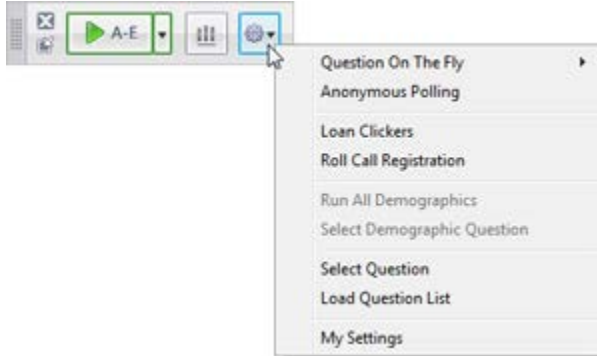 A-E
Question On The Fly
Anonymous Polling
Loan Clickers
Roll Call Registration
Run All Demographics
Select Demographic Question
Select Question
Load Question List
My Settings